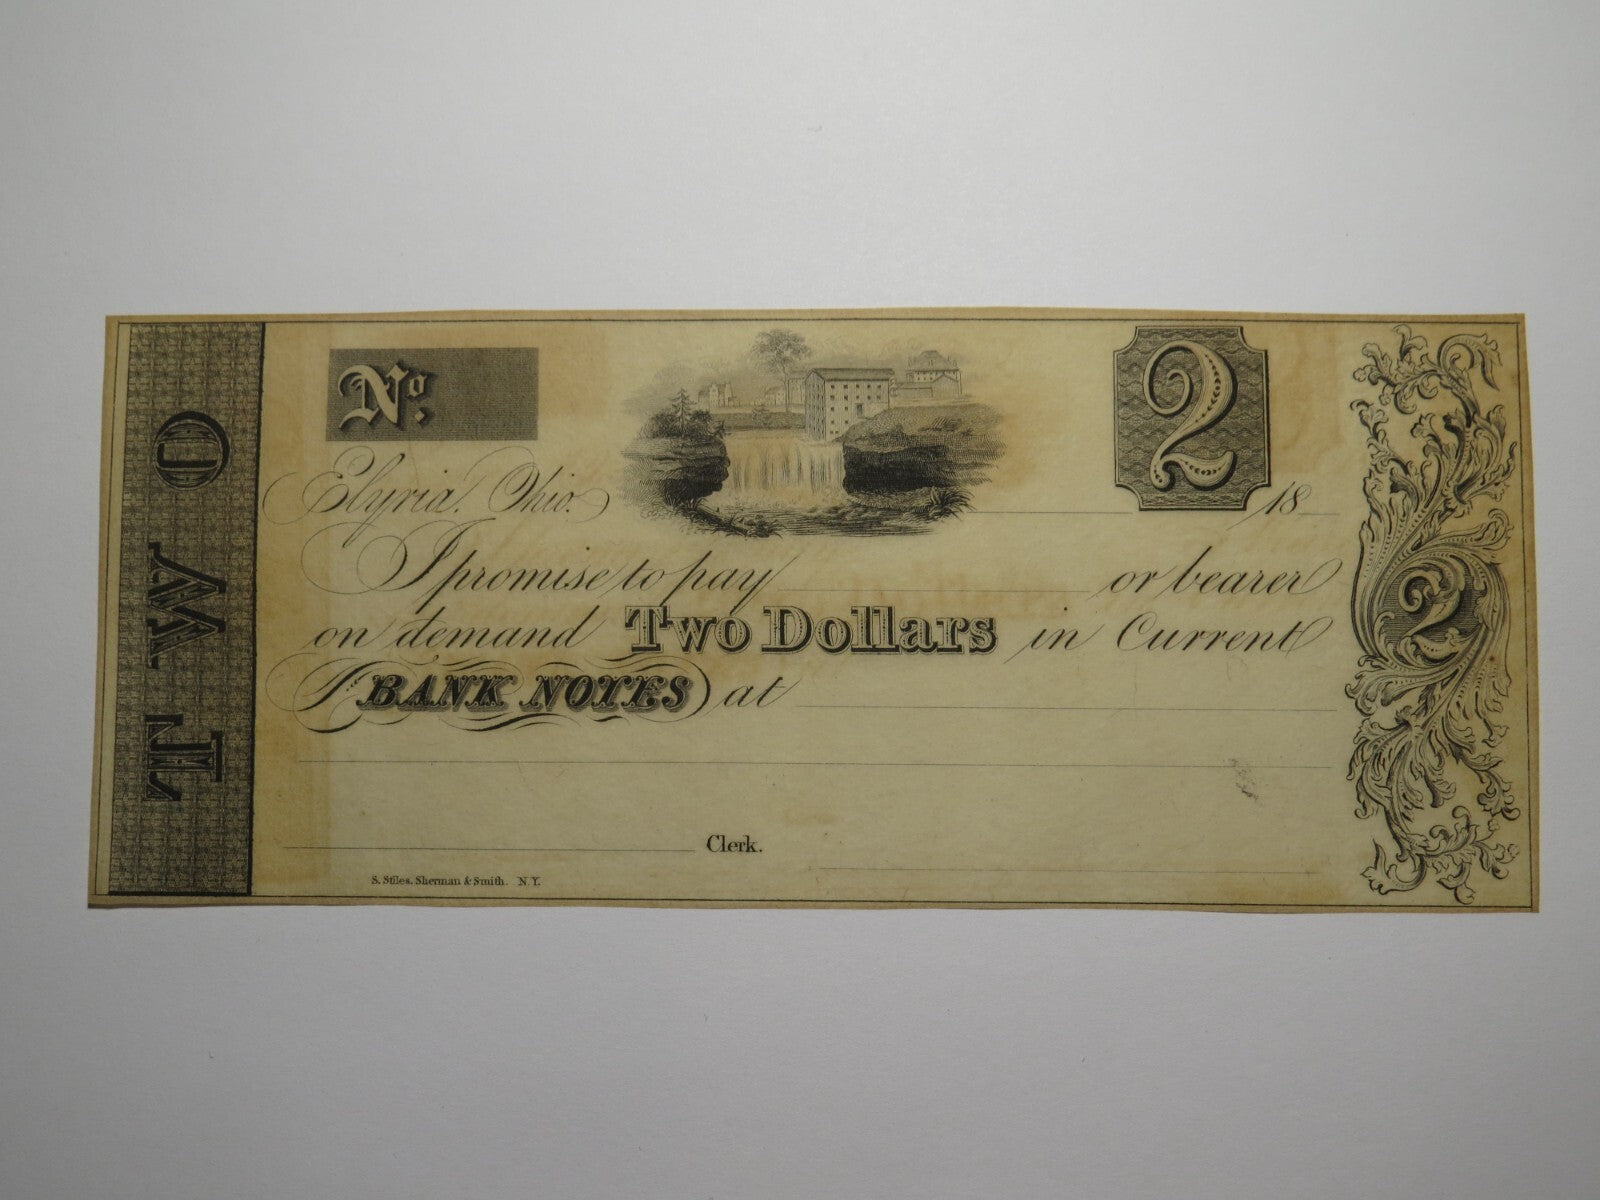 TWO
No.
2
Elyria, Ohio. 18
I promise to pay or bearer
on demand Two Dollars in Current
BANK NOTES at
2
Clerk.
S. Stiles, Sherman & Smith. N.Y.